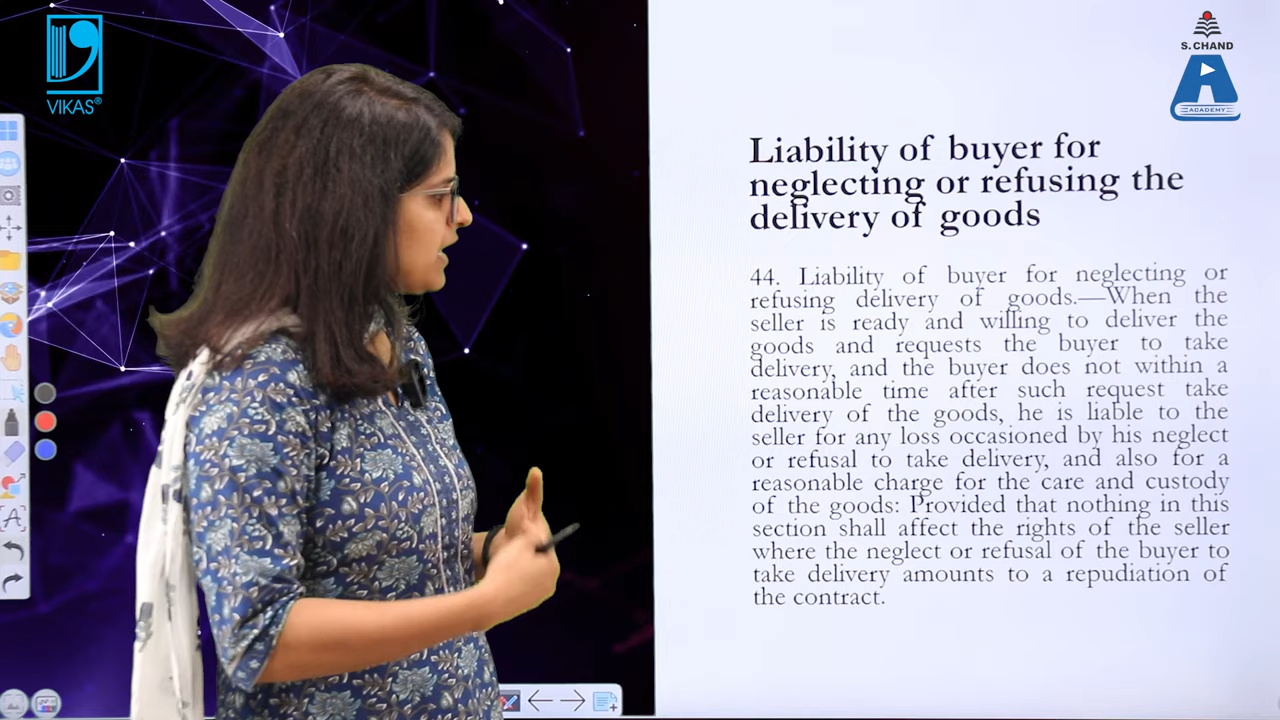 VIKAS®
S. CHAND
ACADEMY
Liability of buyer for
neglecting or refusing the
delivery of goods
44. Liability of buyer for neglecting or
refusing delivery of goods.—When the
seller is ready and willing to deliver the
goods and requests the buyer to take
delivery, and the buyer does not within a
reasonable time after such request take
delivery of the goods, he is liable to the
seller for any loss occasioned by his neglect
or refusal to take delivery, and also for a
reasonable charge for the care and custody
of the goods: Provided that nothing in this
section shall affect the rights of the seller
where the neglect or refusal of the buyer to
take delivery amounts to a repudiation of
the contract.